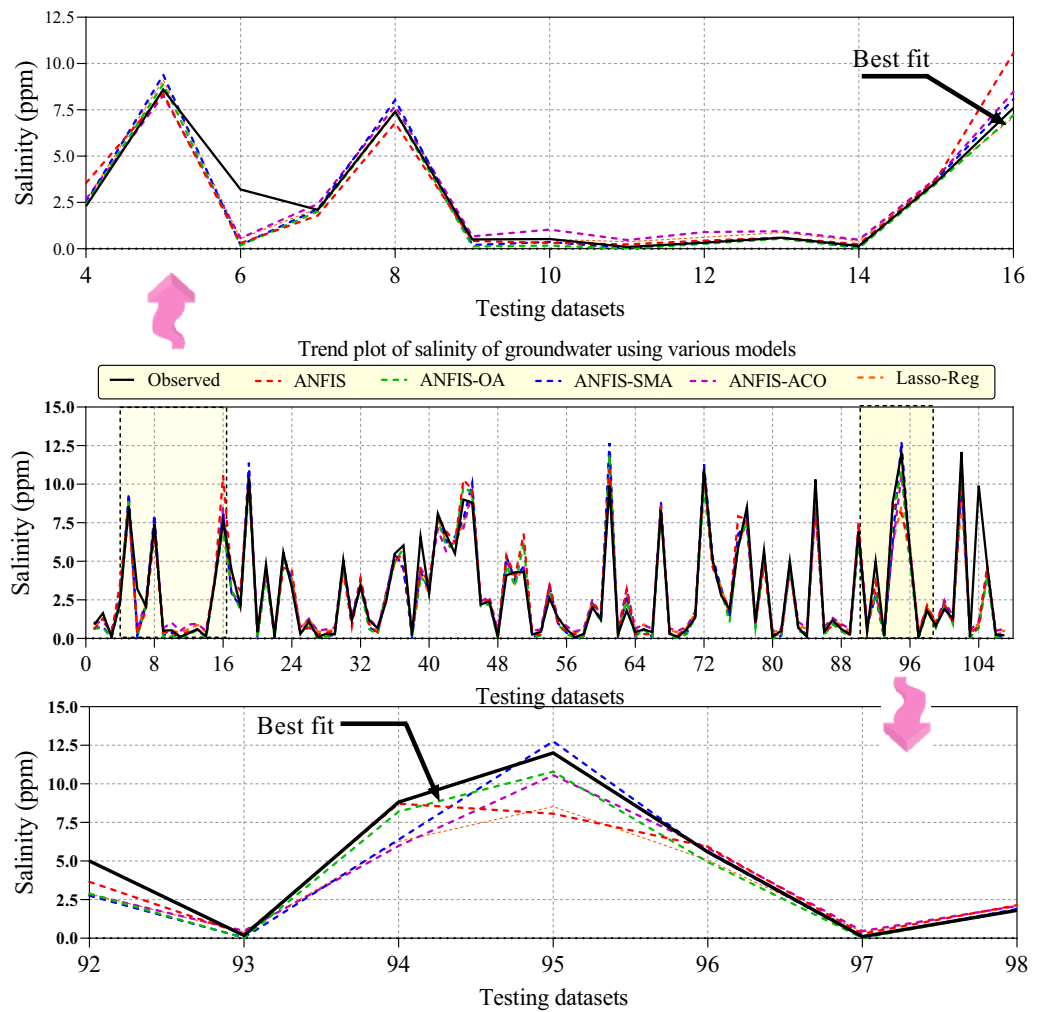 12.5
10.0
7.5
5.0
2.5
0.0
Salinity (ppm)
Best fit
4 6 8 10 12 14 16
Testing datasets
Trend plot of salinity of groundwater using various models
Observed ANFIS ANFIS-OA ANFIS-SMA ANFIS-ACO Lasso-Reg
15.0
12.5
10.0
7.5
5.0
2.5
0.0
Salinity (ppm)
0 8 16 24 32 40 48 56 64 72 80 88 96 104
Testing datasets
15.0
12.5
10.0
7.5
5.0
2.5
0.0
Salinity (ppm)
Best fit
92 93 94 95 96 97 98
Testing datasets